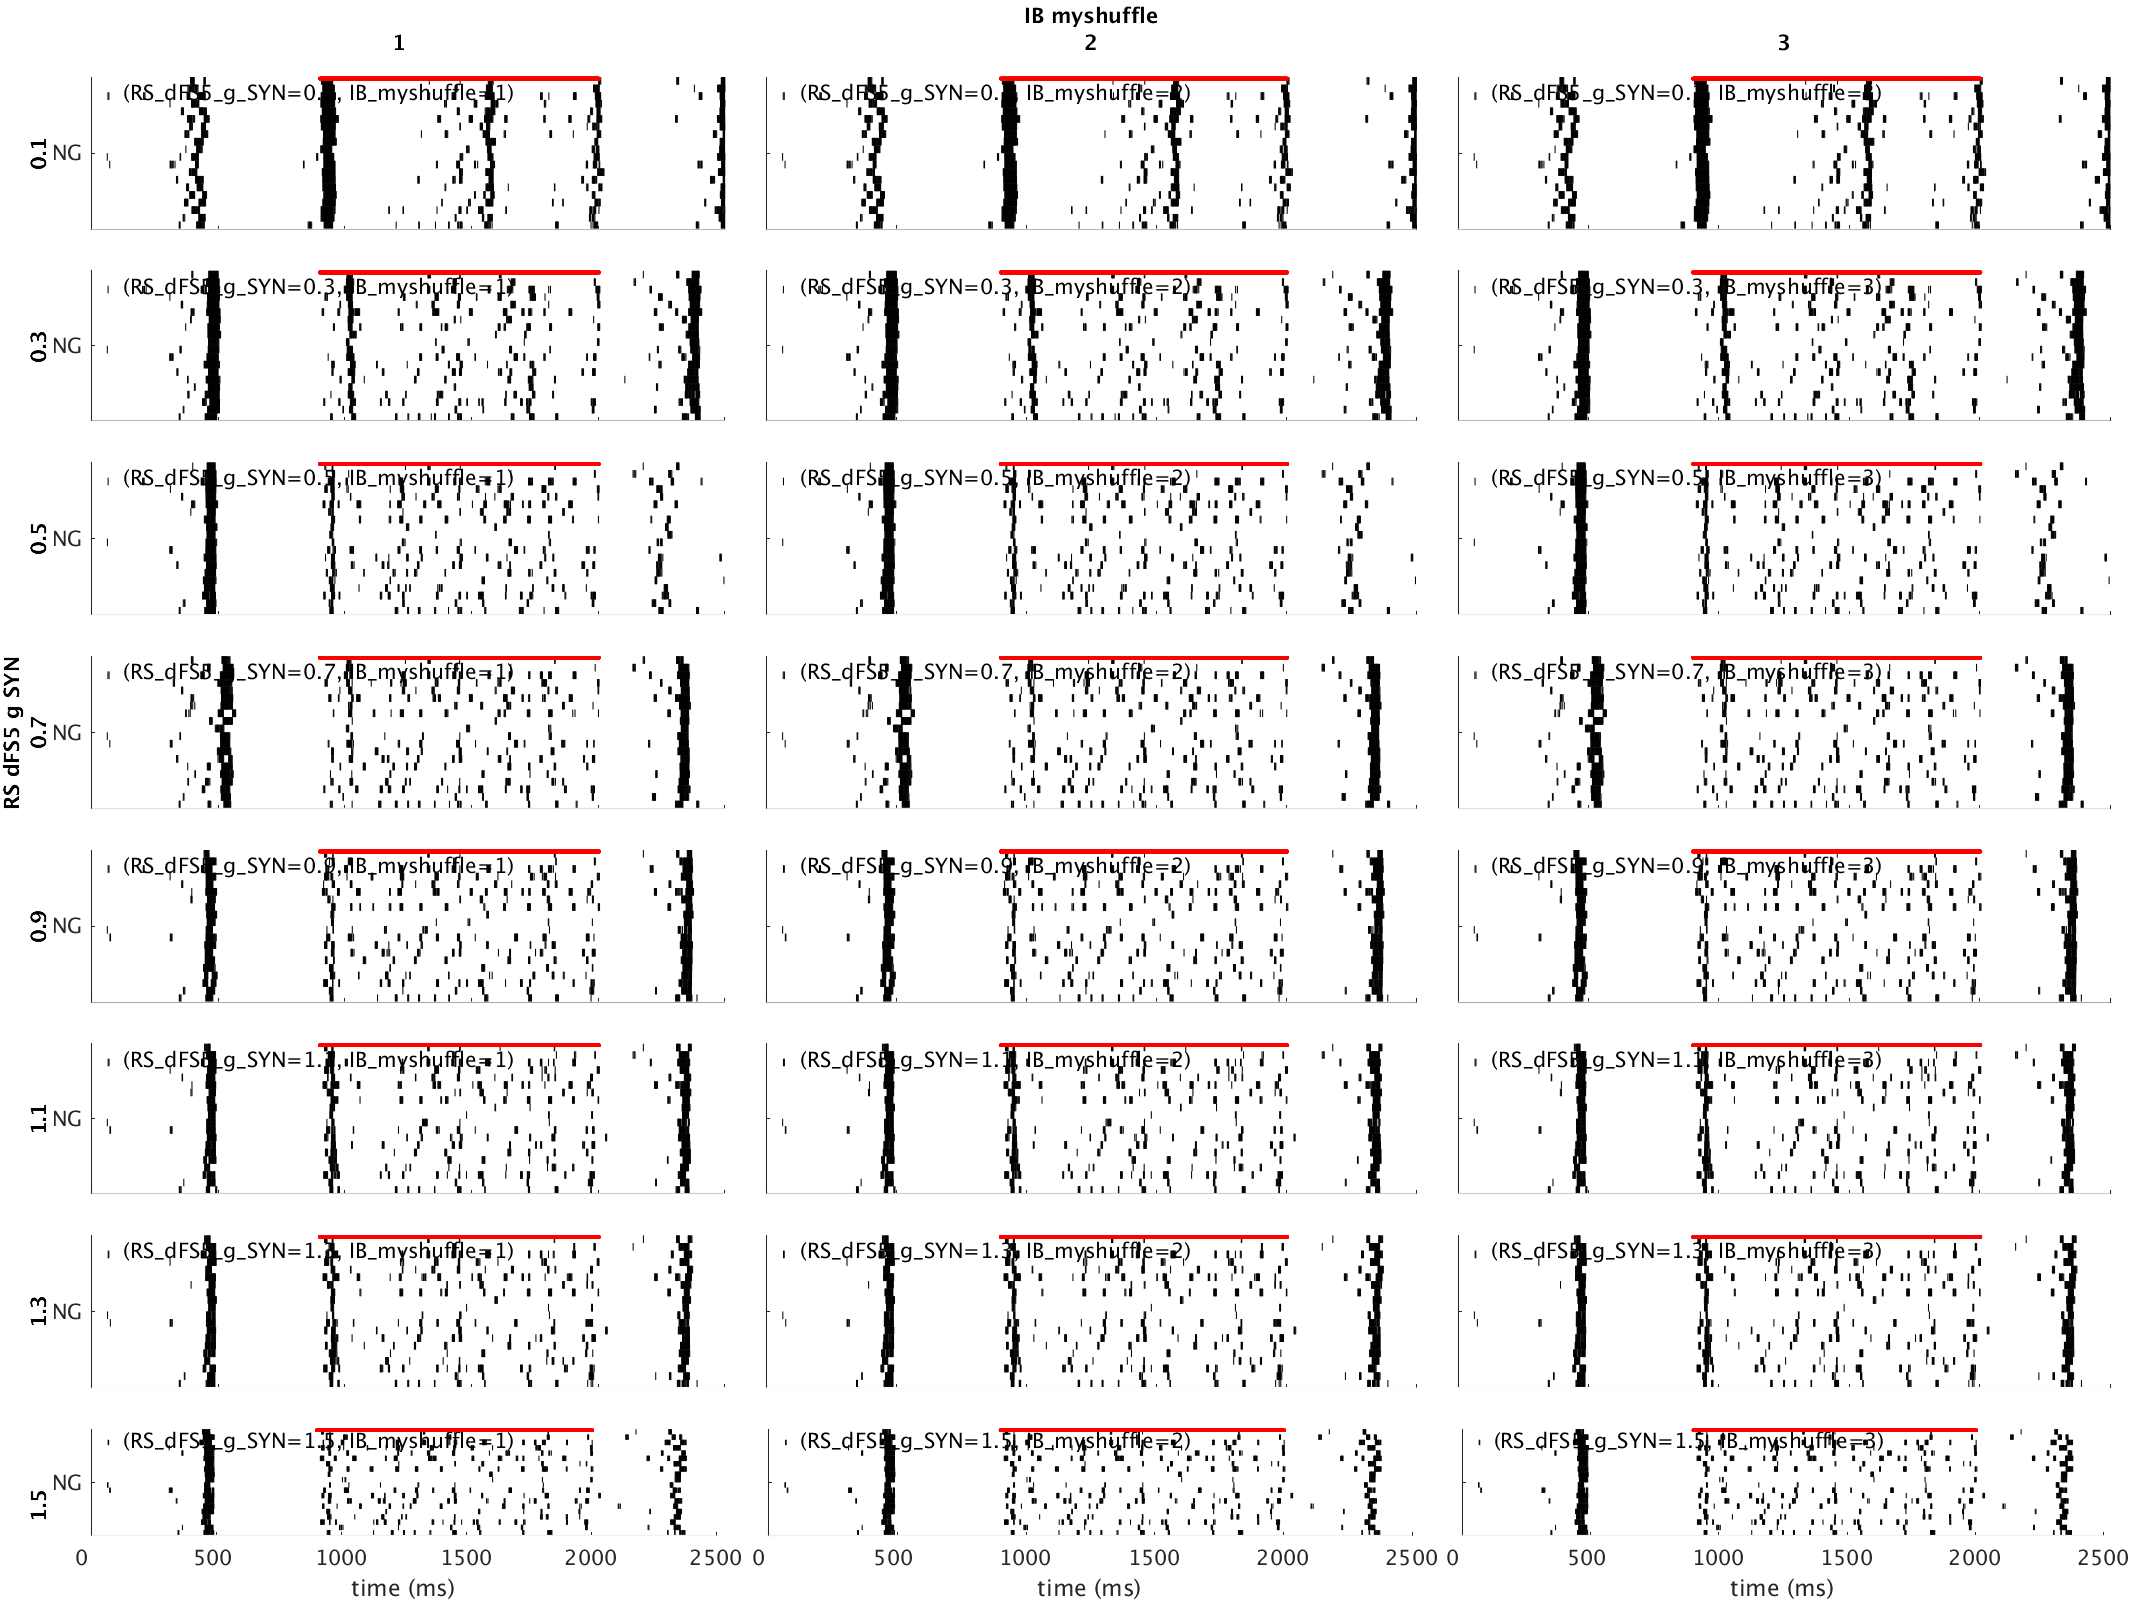 IB myshuffle
1 2 3
RS dFS5 g SYN
0.1 NG
(RS_dFS5_g_SYN=0.1, IB_myshuffle=1) (RS_dFS5_g_SYN=0.1, IB_myshuffle=2) (RS_dFS5_g_SYN=0.1, IB_myshuffle=3)
0.3 NG
(RS_dFS5_g_SYN=0.3, IB_myshuffle=1) (RS_dFS5_g_SYN=0.3, IB_myshuffle=2) (RS_dFS5_g_SYN=0.3, IB_myshuffle=3)
0.5 NG
(RS_dFS5_g_SYN=0.5, IB_myshuffle=1) (RS_dFS5_g_SYN=0.5, IB_myshuffle=2) (RS_dFS5_g_SYN=0.5, IB_myshuffle=3)
0.7 NG
(RS_dFS5_g_SYN=0.7, IB_myshuffle=1) (RS_dFS5_g_SYN=0.7, IB_myshuffle=2) (RS_dFS5_g_SYN=0.7, IB_myshuffle=3)
0.9 NG
(RS_dFS5_g_SYN=0.9, IB_myshuffle=1) (RS_dFS5_g_SYN=0.9, IB_myshuffle=2) (RS_dFS5_g_SYN=0.9, IB_myshuffle=3)
1.1 NG
(RS_dFS5_g_SYN=1.1, IB_myshuffle=1) (RS_dFS5_g_SYN=1.1, IB_myshuffle=2) (RS_dFS5_g_SYN=1.1, IB_myshuffle=3)
1.3 NG
(RS_dFS5_g_SYN=1.3, IB_myshuffle=1) (RS_dFS5_g_SYN=1.3, IB_myshuffle=2) (RS_dFS5_g_SYN=1.3, IB_myshuffle=3)
1.5 NG
(RS_dFS5_g_SYN=1.5, IB_myshuffle=1) (RS_dFS5_g_SYN=1.5, IB_myshuffle=2) (RS_dFS5_g_SYN=1.5, IB_myshuffle=3)
0 500 1000 1500 2000 2500 0 500 1000 1500 2000 2500 0 500 1000 1500 2000 2500
time (ms) time (ms) time (ms)